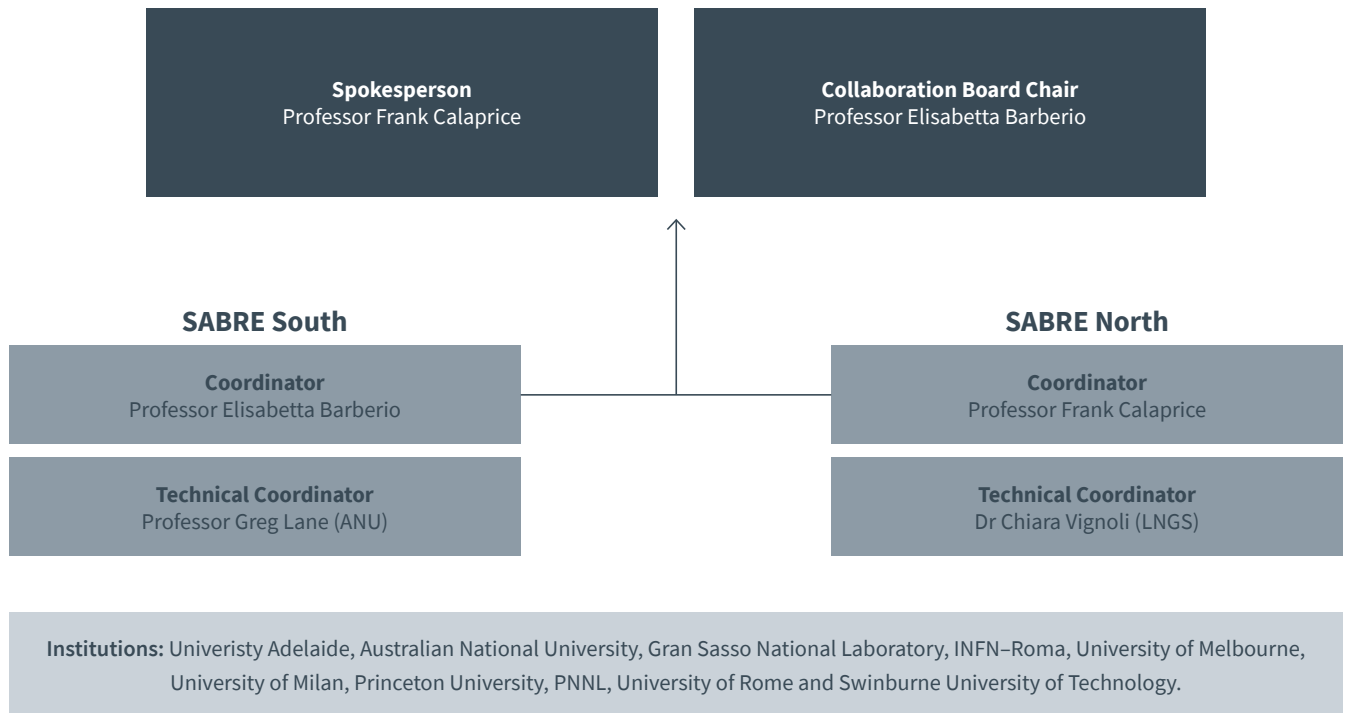 Spokesperson
Professor Frank Calaprice
Collaboration Board Chair
Professor Elisabetta Barberio
SABRE South
Coordinator
Professor Elisabetta Barberio
Technical Coordinator
Professor Greg Lane (ANU)
SABRE North
Coordinator
Professor Frank Calaprice
Technical Coordinator
Dr Chiara Vignoli (LNGS)
Institutions: Univeristy Adelaide, Australian National University, Gran Sasso National Laboratory, INFN–Roma, University of Melbourne,
University of Milan, Princeton University, PNNL, University of Rome and Swinburne University of Technology.